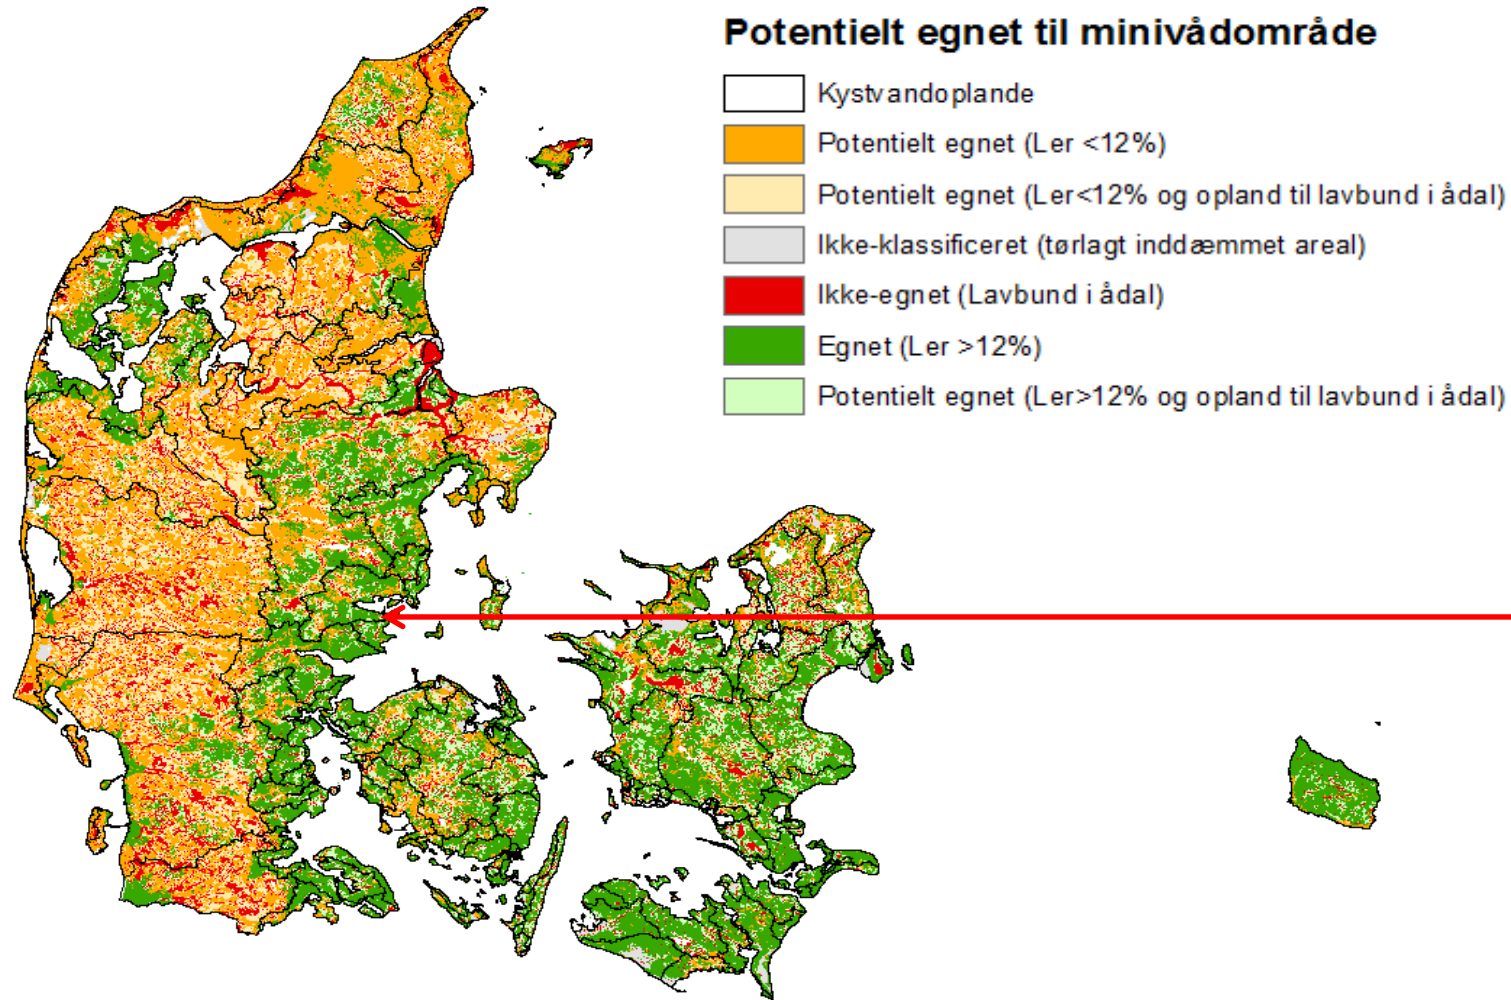 Potentielt egnet til minivådområde
Kystvandoplande
Potentielt egnet (Ler <12%)
Potentielt egnet (Ler<12% og opland til lavbund i ådal)
Ikke-klassificeret (tørlagt inddæmmet areal)
Ikke-egnet (Lavbund i ådal)
Egnet (Ler >12%)
Potentielt egnet (Ler>12% og opland til lavbund i ådal)